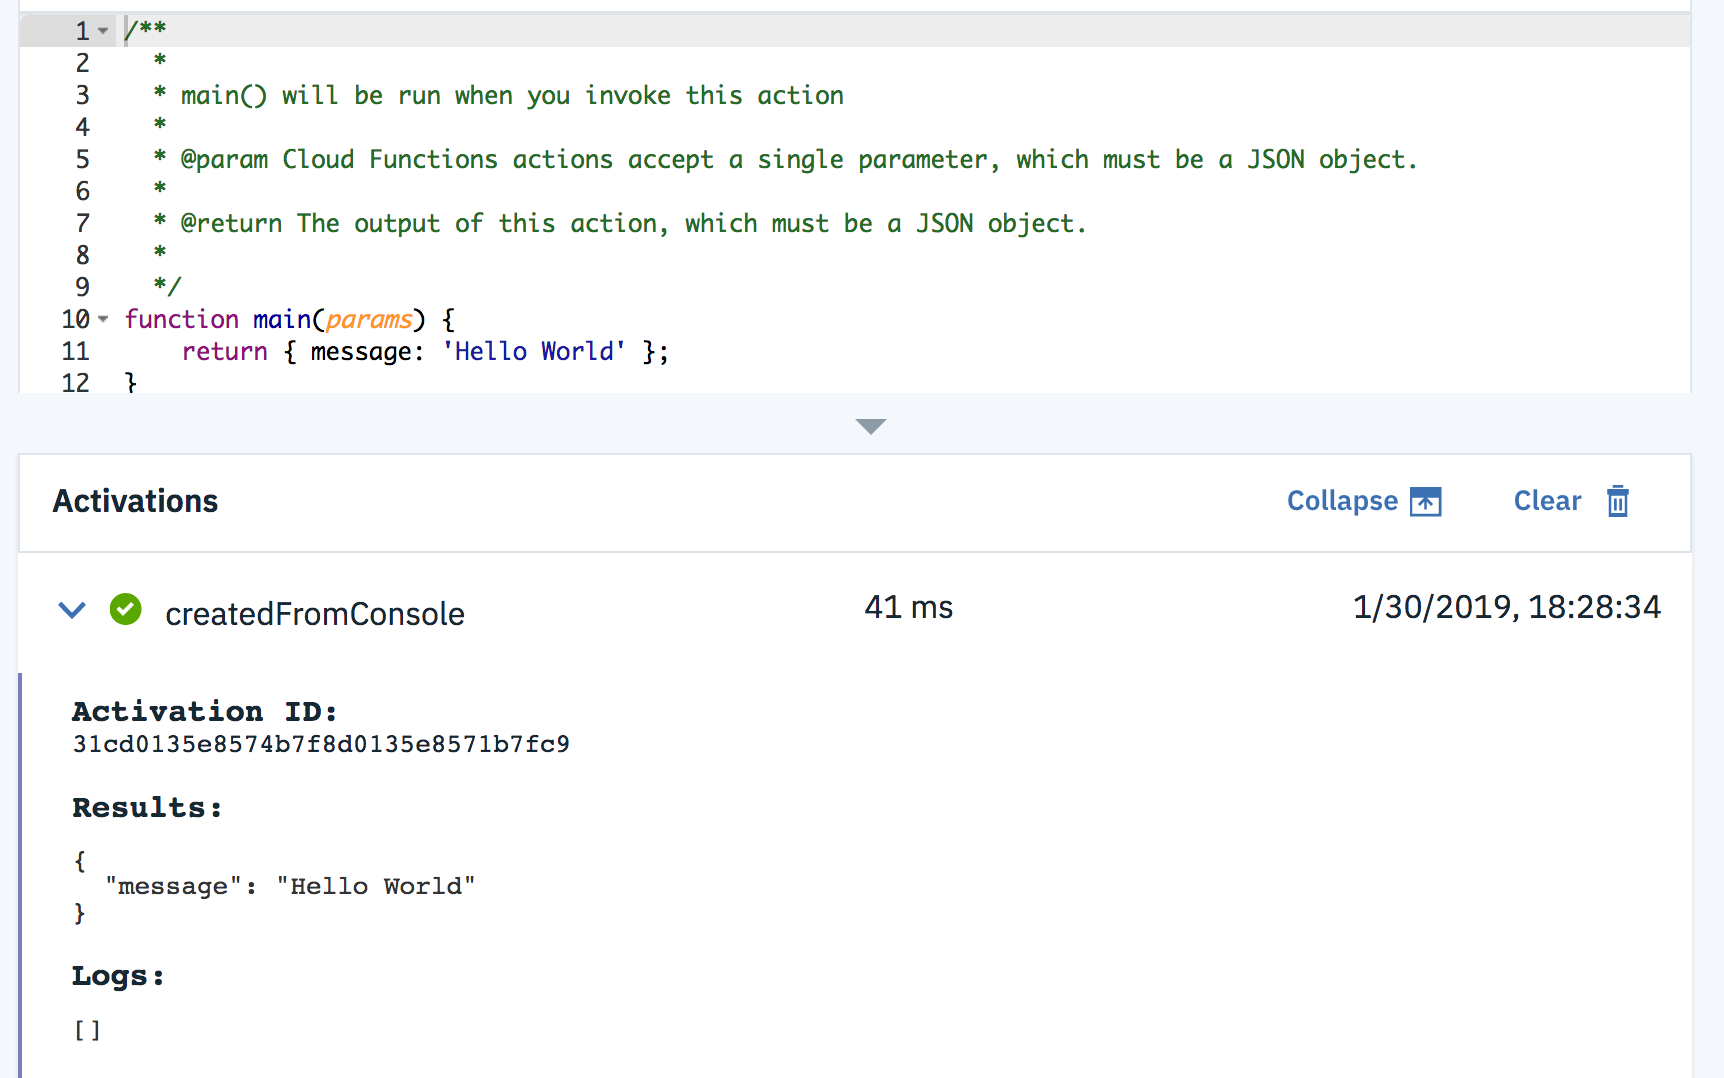 1 /**
2 *
3 * main() will be run when you invoke this action
4 *
5 * @param Cloud Functions actions accept a single parameter, which must be a JSON object.
6 *
7 * @return The output of this action, which must be a JSON object.
8 *
9 */
10 function main(params) {
11 return { message: 'Hello World' };
12 }
Activations Collapse Clear
createdFromConsole 41 ms 1/30/2019, 18:28:34
Activation ID:
31cd0135e8574b7f8d0135e8571b7fc9
Results:
{
"message": "Hello World"
}
Logs:
[]